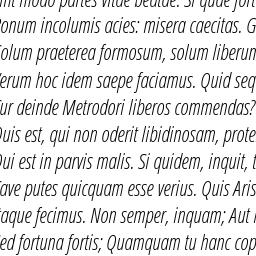 modo partes vitae beatae. Si quae
Bonum incolumis acies: misera caecitas.
Solum praeterea formosum, solum liberum
Verum hoc idem saepe faciamus. Quid seq
Cur deinde Metrodori liberos commendas?
Quis est, qui non oderit libidinosam, prote
Qui est in parvis malis. Si quidem, inquit,
Cave putes quicquam esse verius. Quis Aris
Itaque fecimus. Non semper, inquam; Aut
Sed fortuna fortis; Quamquam tu hanc cop